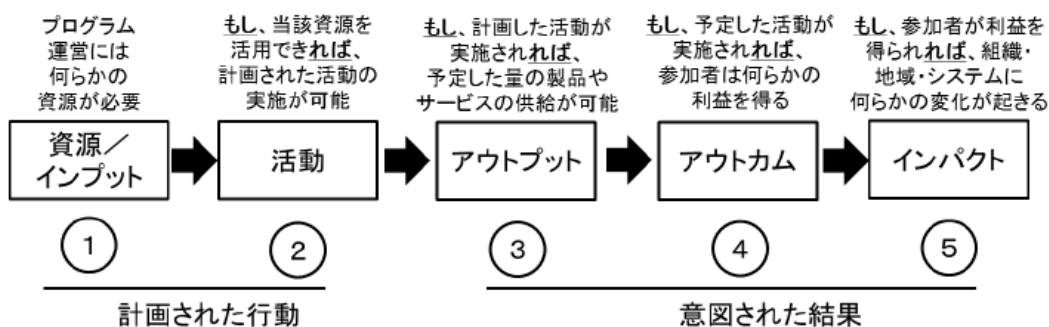 プログラム
運営には
何らかの
資源が必要
もし、当該資源を
活用できれば、
計画された活動の
実施が可能
もし、計画した活動が
実施されれば、
予定した量の製品や
サービスの供給が可能
もし、予定した活動が
実施されれば、
参加者は何らかの
利益を得る
もし、参加者が利益を
得られれば、組織・
地域・システムに
何らかの変化が起きる
資源／
インプット
活動
アウトプット
アウトカム
インパクト
1
2
3
4
5
計画された行動
意図された結果